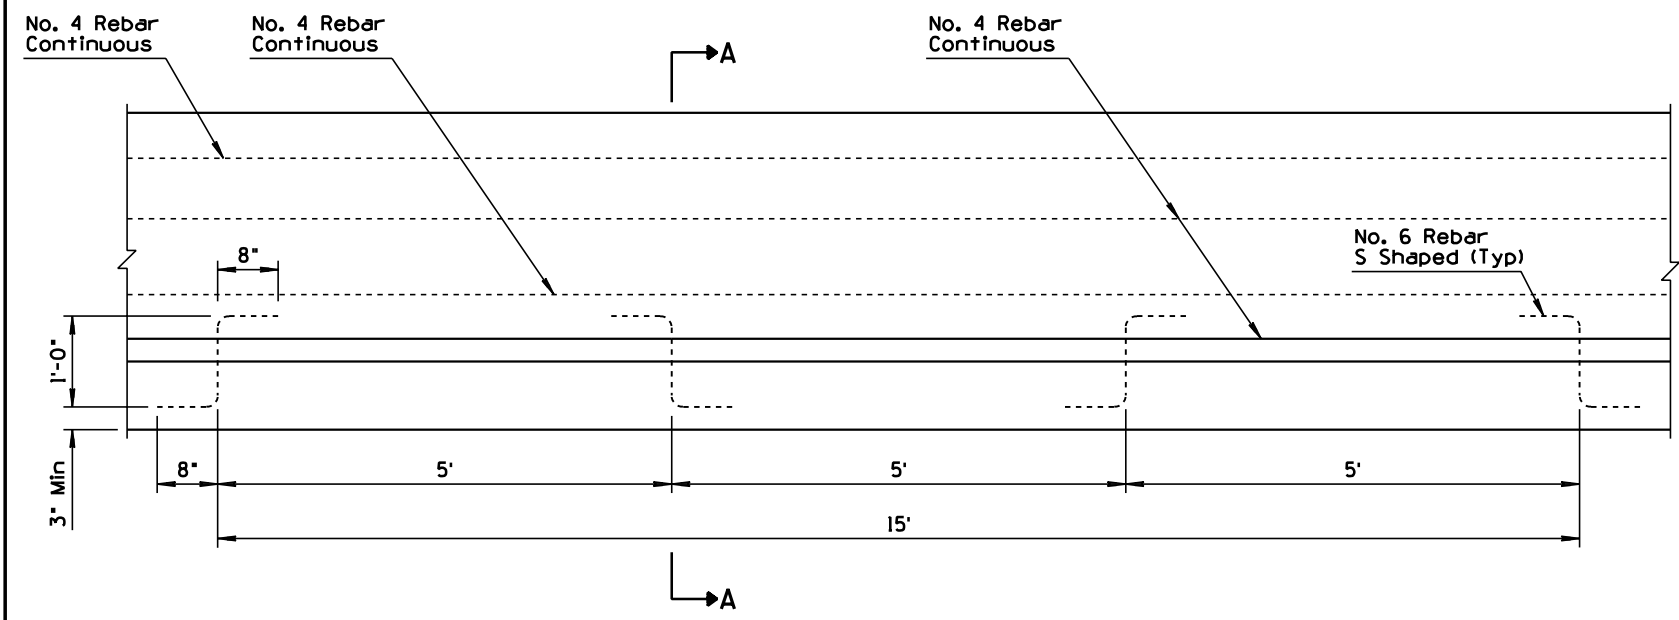 No. 4 Rebar
Continuous
No. 4 Rebar
Continuous
No. 4 Rebar
Continuous
A
No. 6 Rebar
S Shaped (Typ)
8"
1'-0"
3" Min
8"
5'
5'
5'
15'
A